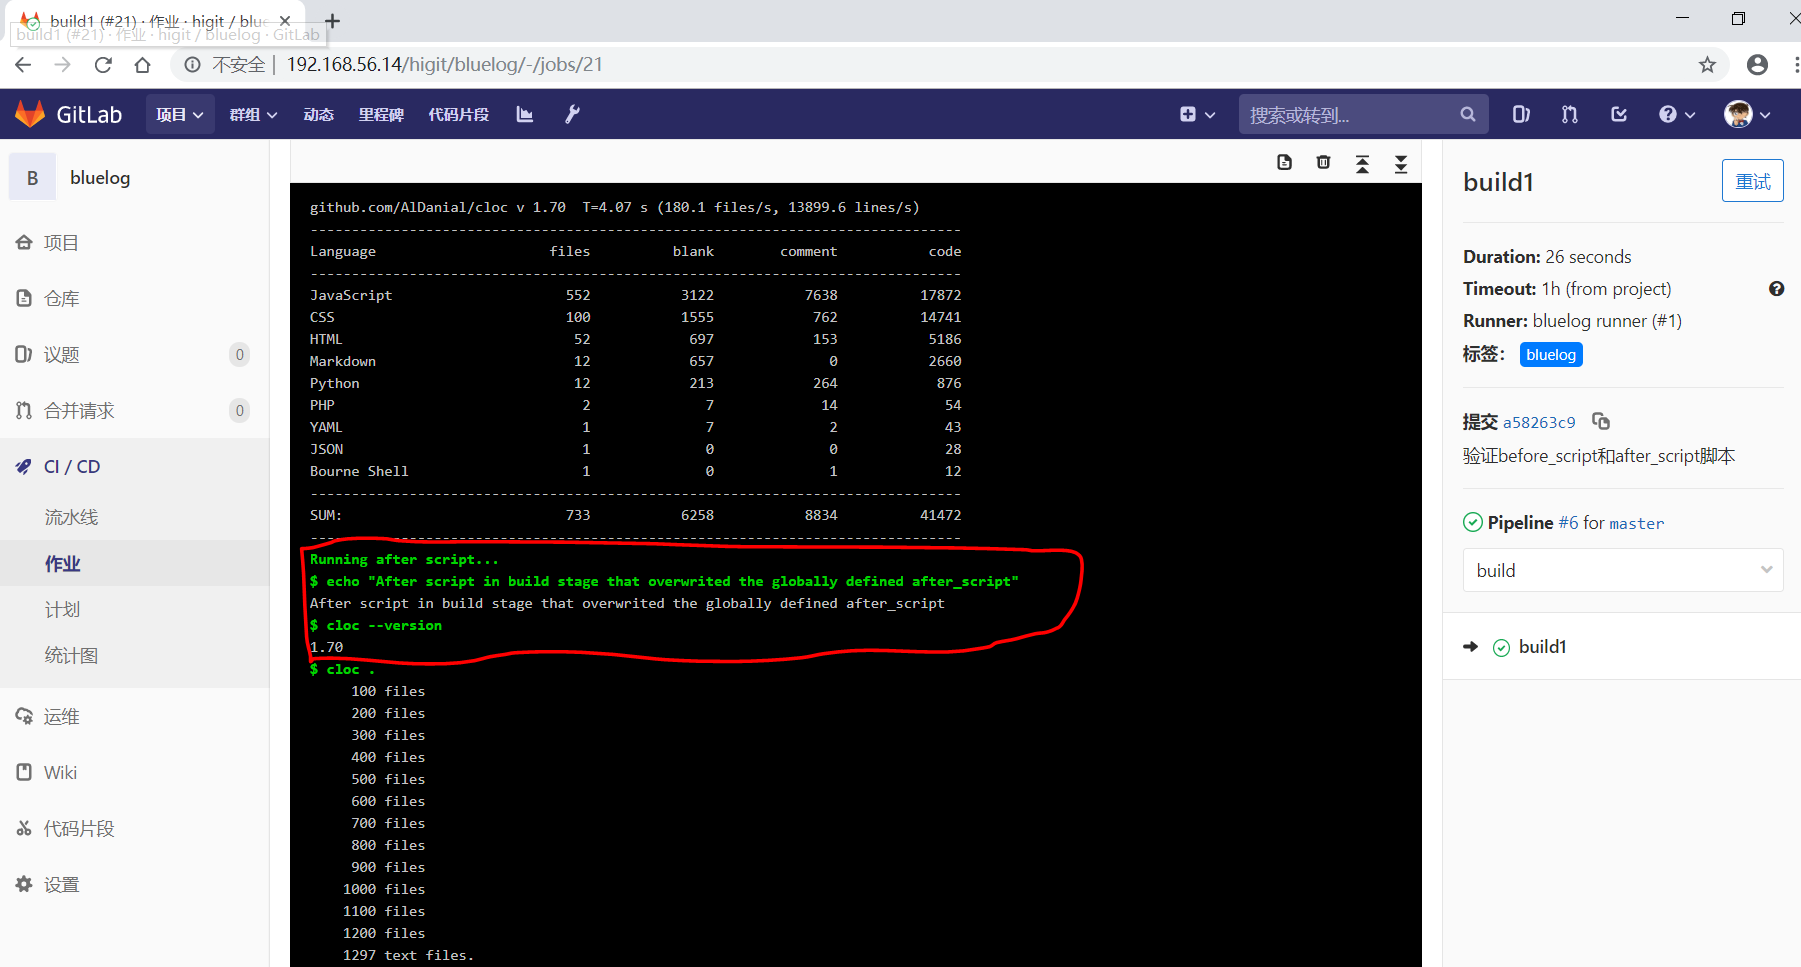 build1 (#21) · 作业 · higit / blue
build1 (#21) · 作业 · higit / bluelog · GitLab
不安全 | 192.168.56.14/higit/bluelog/-/jobs/21
GitLab 项目 群组 动态 里程碑 代码片段 搜索或转到...
B bluelog
项目
仓库
议题 0
合并请求 0
CI / CD
流水线
作业
计划
统计图
运维
Wiki
代码片段
设置
github.com/AlDanial/cloc v 1.70  T=4.07 s (180.1 files/s, 13899.6 lines/s)
-------------------------------------------------------------------------------
Language                     files          blank        comment           code
-------------------------------------------------------------------------------
JavaScript                     552           3122           7638          17872
CSS                            100           1555            762          14741
HTML                            52            697            153           5186
Markdown                        12            657              0           2660
Python                          12            213            264            876
PHP                              2              7             14             54
YAML                             1              7              2             43
JSON                             1              0              0             28
Bourne Shell                     1              0              1             12
-------------------------------------------------------------------------------
SUM:                           733           6258           8834          41472
-------------------------------------------------------------------------------
Running after script...
$ echo "After script in build stage that overwrited the globally defined after_script"
After script in build stage that overwrited the globally defined after_script
$ cloc --version
1.70
$ cloc .
100 files
200 files
300 files
400 files
500 files
600 files
700 files
800 files
900 files
1000 files
1100 files
1200 files
1297 text files.
build1 重试
Duration: 26 seconds
Timeout: 1h (from project)
Runner: bluelog runner (#1)
标签： bluelog
提交 a58263c9
验证before_script和after_script脚本
Pipeline #6 for master
build
build1